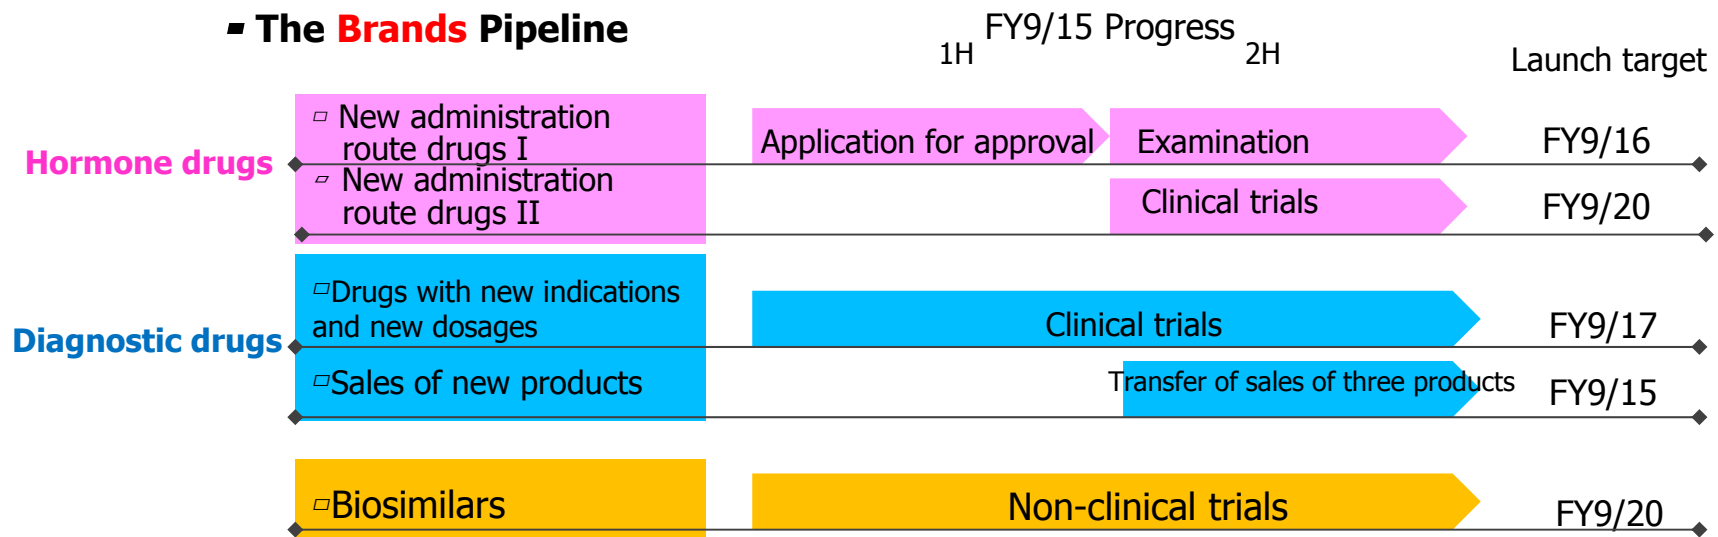 The Brands Pipeline
FY9/15 Progress
1H
2H
Launch target
Hormone drugs
New administration
route drugs I
Application for approval
Examination
FY9/16
New administration
route drugs II
Clinical trials
FY9/20
Diagnostic drugs
Drugs with new indications
and new dosages
Clinical trials
FY9/17
Sales of new products
Transfer of sales of three products
FY9/15
Biosimilars
Non-clinical trials
FY9/20